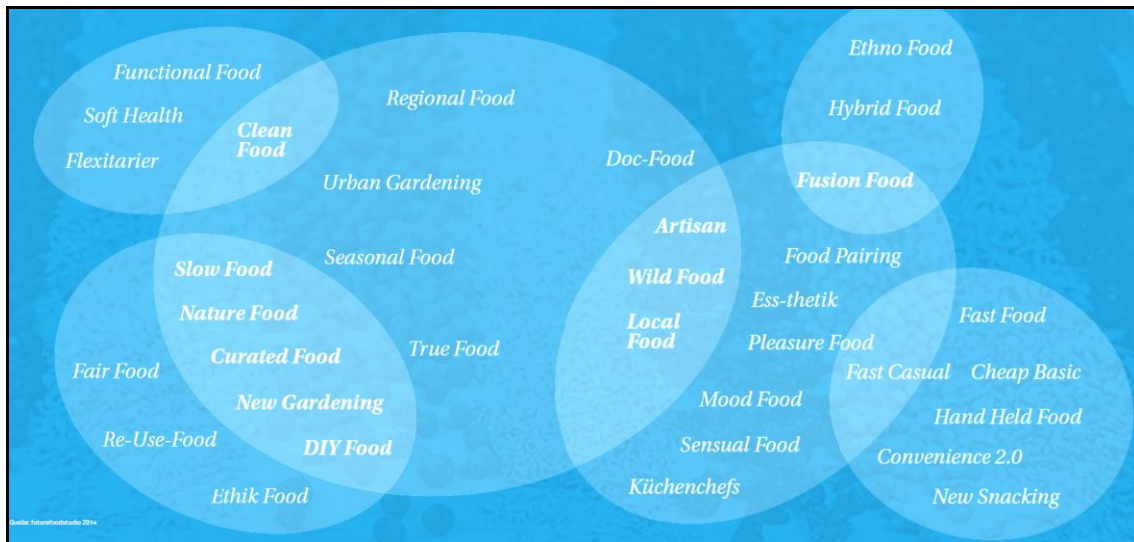 Functional Food
Soft Health
Flexitarier
Clean
Food
Regional Food
Urban Gardening
Seasonal Food
True Food
Doc-Food
Slow Food
Nature Food
Curated Food
New Gardening
DIY Food
Fair Food
Re-Use-Food
Ethik Food
Artisan
Wild Food
Local
Food
Ethno Food
Hybrid Food
Fusion Food
Food Pairing
Ess-thetik
Pleasure Food
Mood Food
Sensual Food
Küchenchefs
Fast Food
Fast Casual
Cheap Basic
Hand Held Food
Convenience 2.0
New Snacking
Quelle: futurefoodstudio 2014